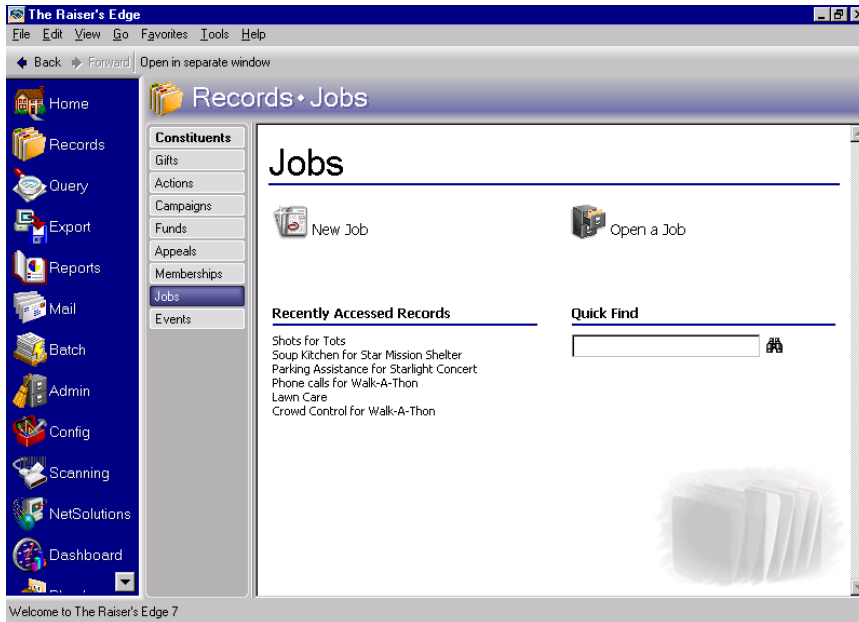 The Raiser's Edge
File Edit View Go Favorites Tools Help
Back Forward Open in separate window
Home
Records
Query
Export
Reports
Mail
Batch
Admin
Config
Scanning
NetSolutions
Dashboard
Records • Jobs
Constituents
Gifts
Actions
Campaigns
Funds
Appeals
Memberships
Jobs
Events
Jobs
New Job
Open a Job
Recently Accessed Records
Shots for Tots
Soup Kitchen for Star Mission Shelter
Parking Assistance for Starlight Concert
Phone calls for Walk-A-Thon
Lawn Care
Crowd Control for Walk-A-Thon
Quick Find
Welcome to The Raiser's Edge 7